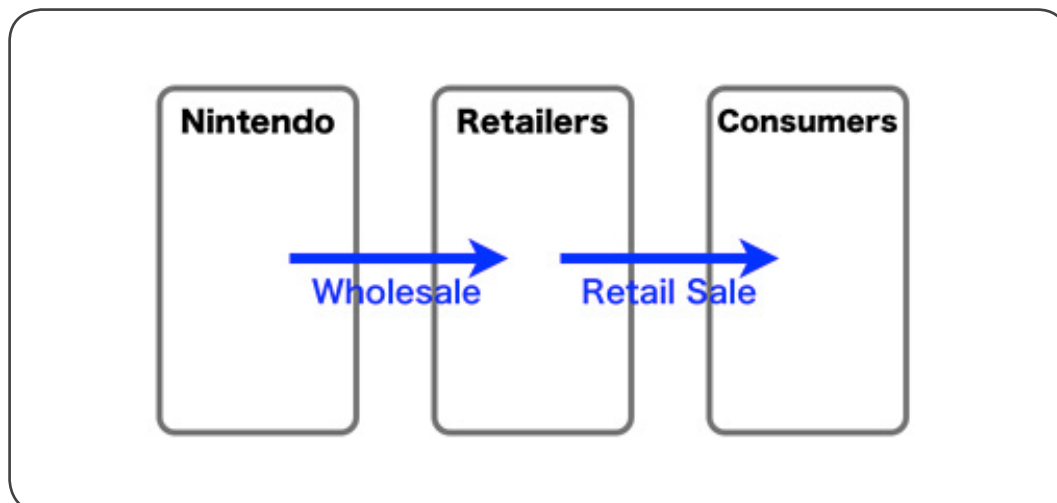 Nintendo
Retailers
Consumers
Wholesale
Retail Sale